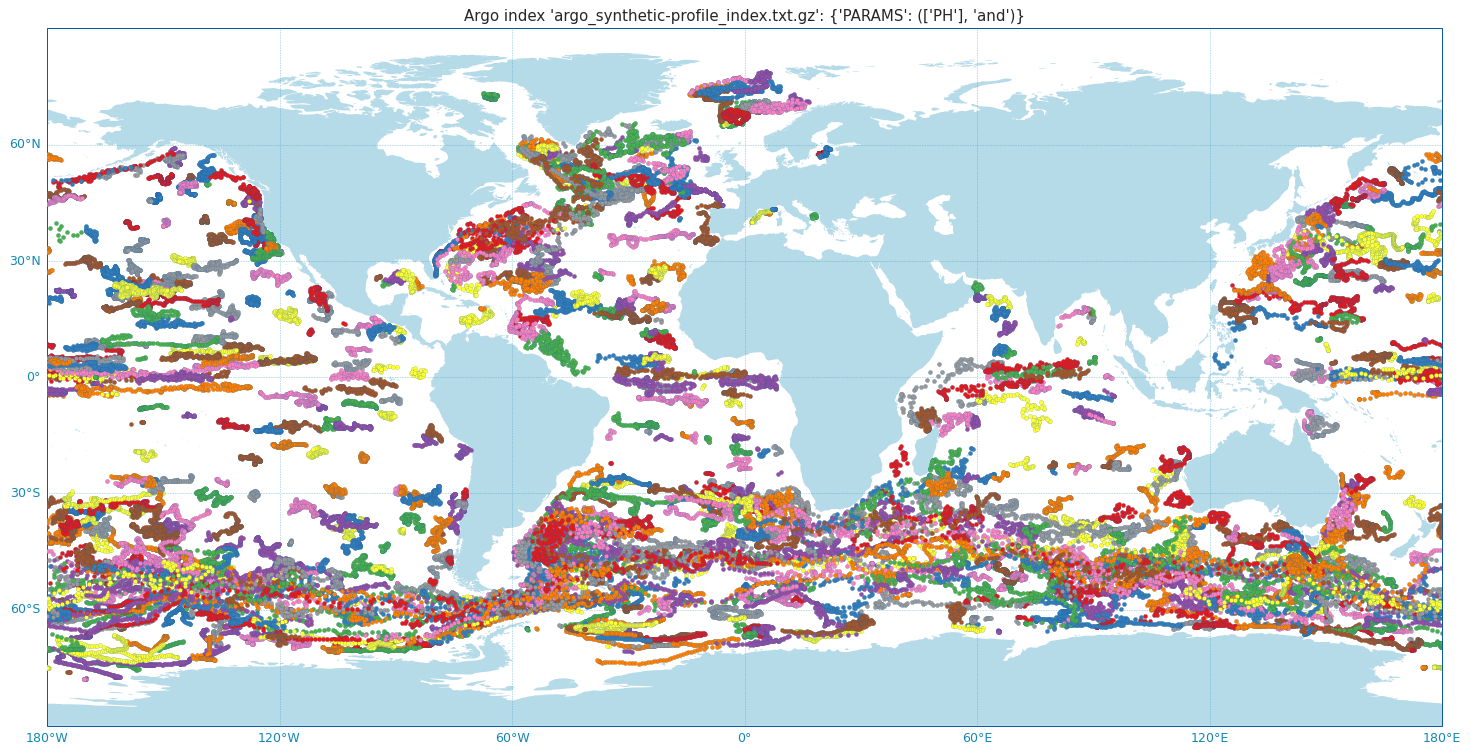 Argo index 'argo_synthetic-profile_index.txt.gz': {'PARAMS': (['PH'], 'and')}
60°N
30°N
0°
30°S
60°S
180°W
120°W
60°W
0°
60°E
120°E
180°E